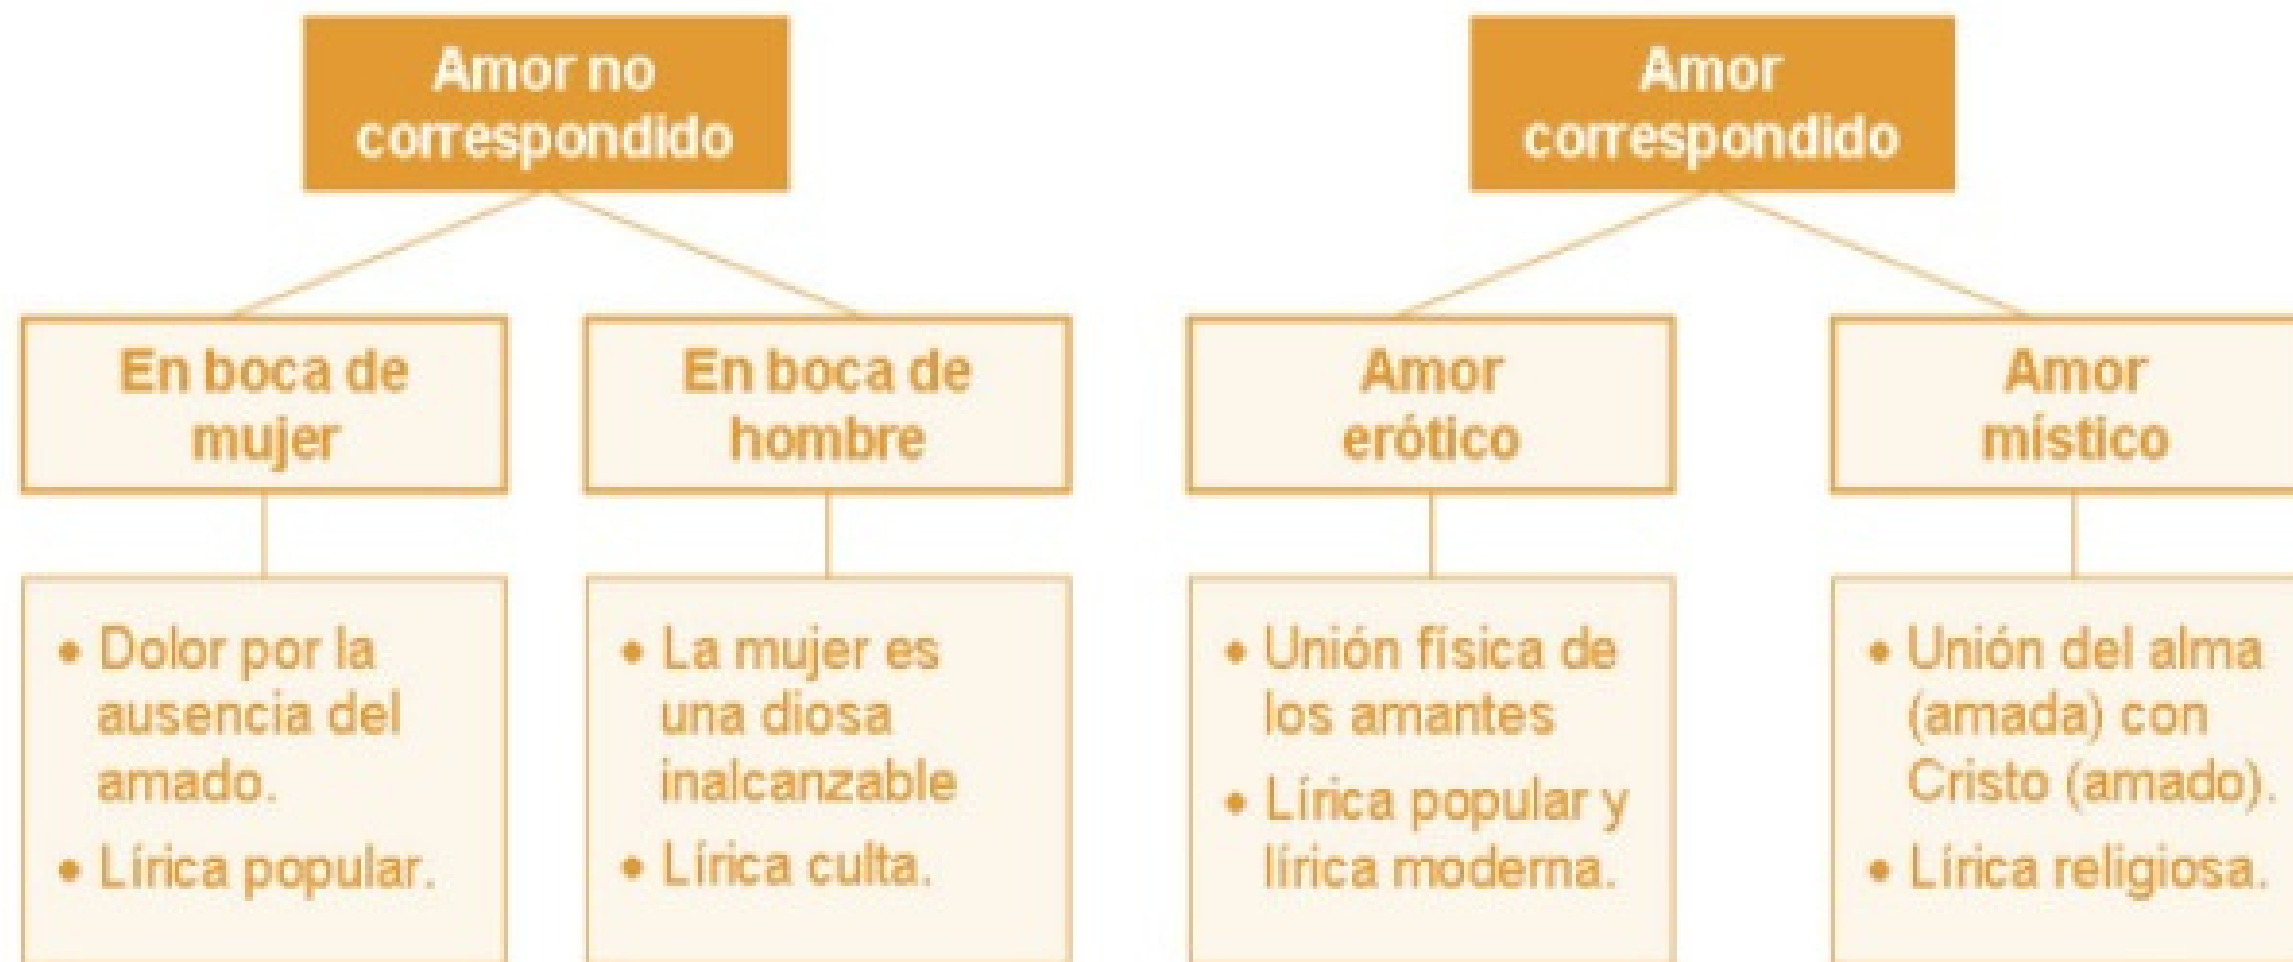 Amor no
correspondido
En boca de
mujer
• Dolor por la
ausencia del
amado.
• Lírica popular.
En boca de
hombre
• La mujer es
una diosa
inalcanzable
• Lírica culta.
Amor
correspondido
Amor
erótico
• Unión física de
los amantes
• Lírica popular y
lírica moderna.
Amor
místico
• Unión del alma
(amada) con
Cristo (amado).
• Lírica religiosa.